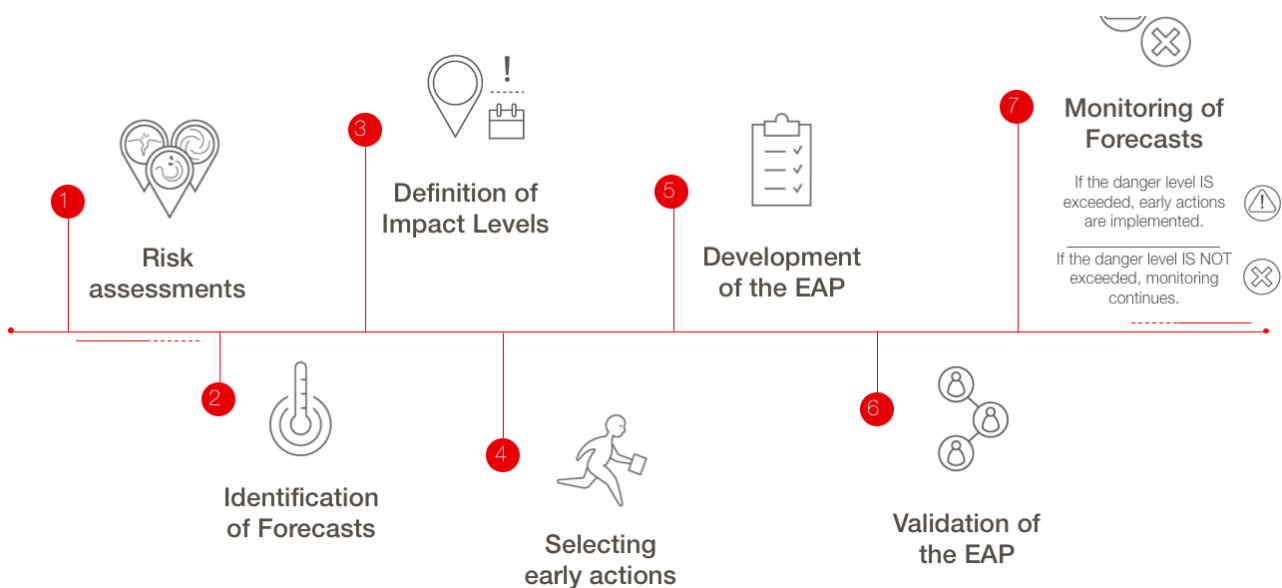 1
Risk
assessments
2
Identification
of Forecasts
3
Definition of
Impact Levels
4
Selecting
early actions
5
Development
of the EAP
6
Validation of
the EAP
7
Monitoring of
Forecasts
If the danger level IS
exceeded, early actions
are implemented.
If the danger level IS NOT
exceeded, monitoring
continues.